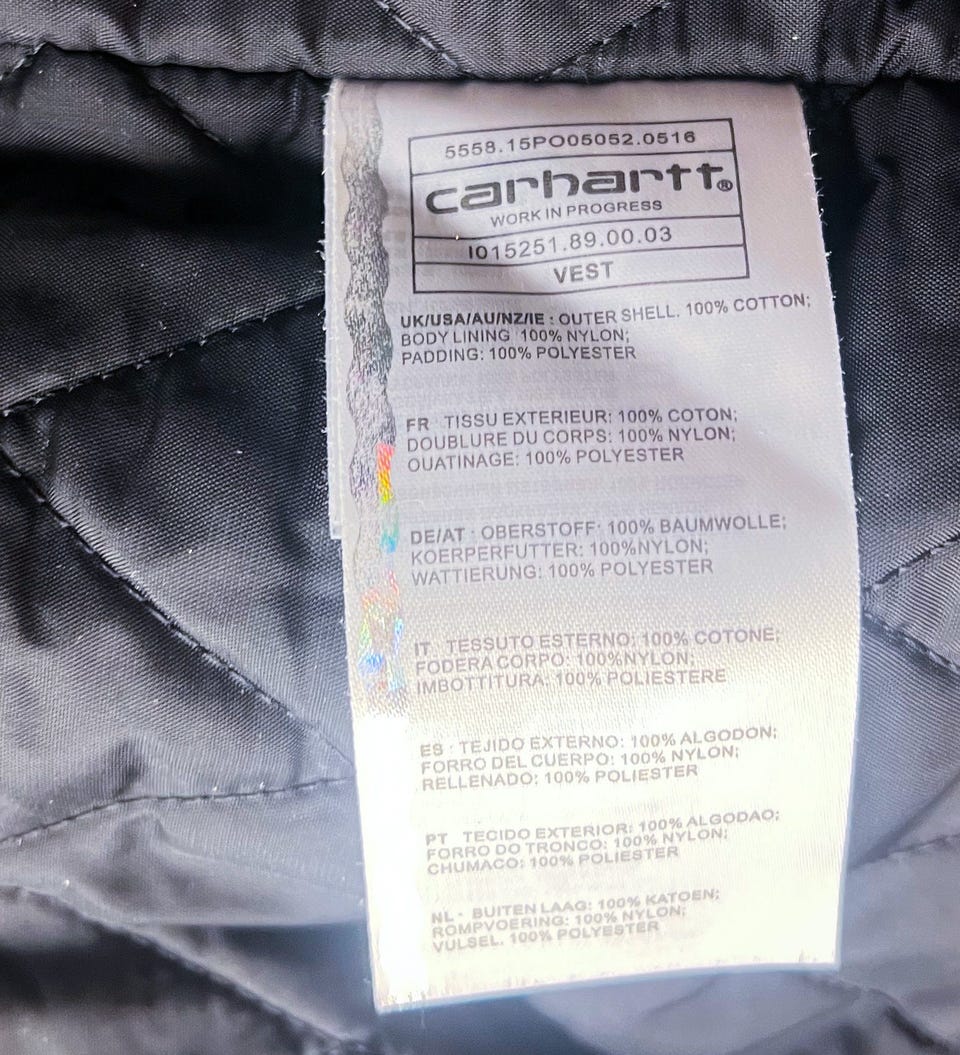 5558.15PO05052.0516
carhartt®
WORK IN PROGRESS
I015251.89.00.03
VEST
UK/USA/AU/NZ/IE : OUTER SHELL. 100% COTTON;
BODY LINING 100% NYLON;
PADDING: 100% POLYESTER
FR TISSU EXTERIEUR: 100% COTON;
DOUBLURE DU CORPS: 100% NYLON;
OUATINAGE: 100% POLYESTER
DE/AT : OBERSTOFF: 100% BAUMWOLLE;
KOERPERFUTTER: 100%NYLON;
WATTIERUNG: 100% POLYESTER
IT TESSUTO ESTERNO: 100% COTONE;
FODERA CORPO: 100%NYLON;
IMBOTTITURA: 100% POLIESTERE
ES : TEJIDO EXTERNO: 100% ALGODON;
FORRO DEL CUERPO: 100% NYLON;
RELLENADO: 100% POLIESTER
PT TECIDO EXTERIOR: 100% ALGODAO;
FORRO DO TRONCO: 100% NYLON;
CHUMACO: 100% POLIESTER
NL - BUITEN LAAG: 100% KATOEN;
ROMPVOERING: 100% NYLON;
VULSEL. 100% POLYESTER